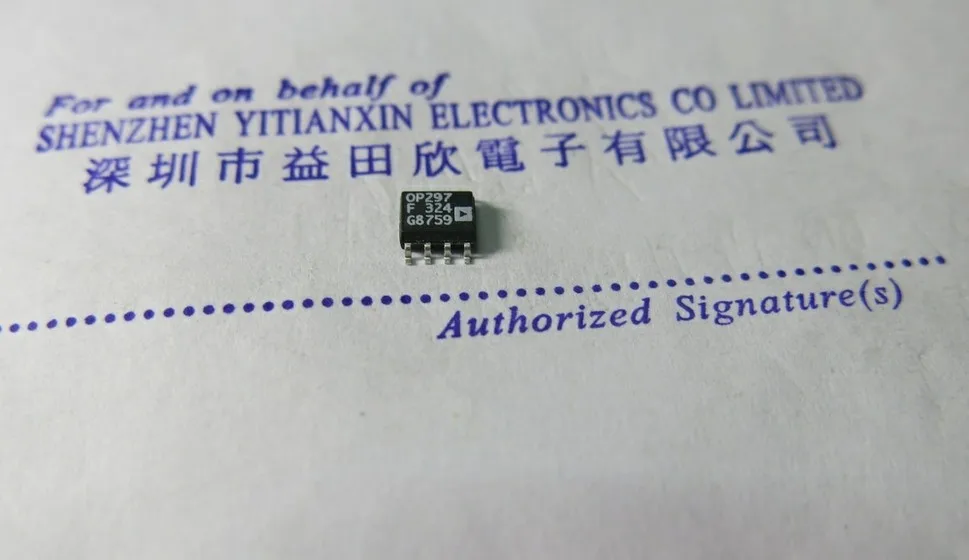 For and on behalf of
SHENZHEN YITIANXIN ELECTRONICS CO LIMITED
深圳市益田欣電子有限公司
OP297
F 324
G8759
Authorized Signature(s)